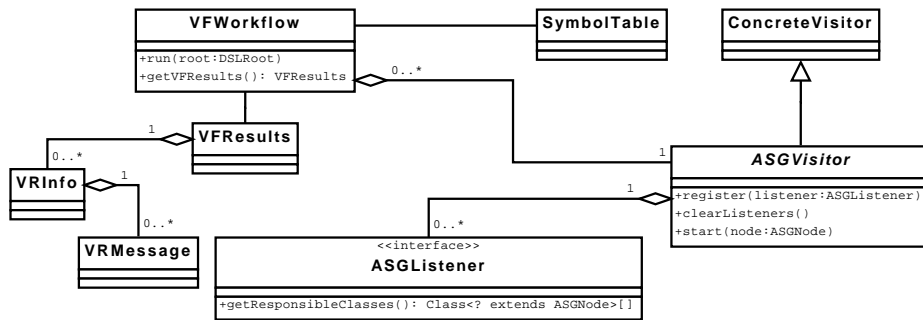 VFWorkflow
+run(root:DSLRoot)
+getVFResults(): VFResults
SymbolTable
ConcreteVisitor
0..*
1
VFResults
1
0..*
VRInfo
1
0..*
VRMessage
ASGVisitor
+register(listener:ASGListener)
+clearListeners()
+start(node:ASGNode)
1
0..*
<<interface>>
ASGListener
+getResponsibleClasses(): Class<? extends ASGNode>[]